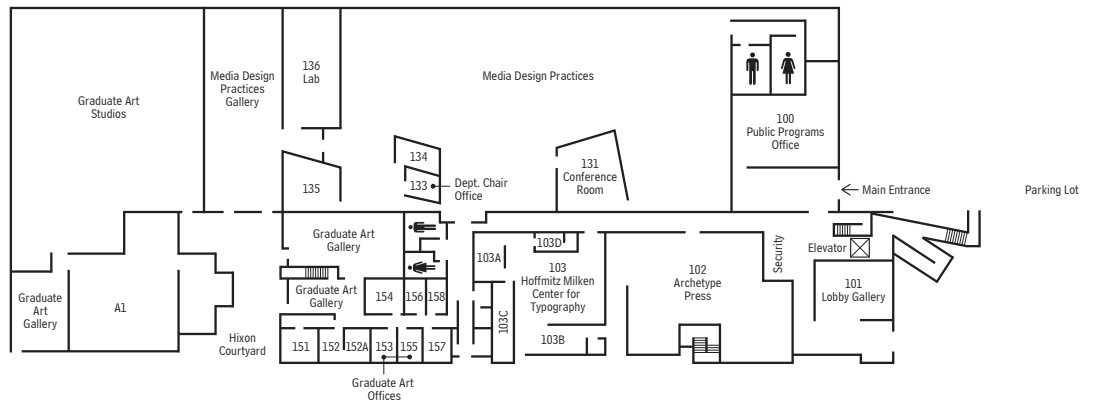 Graduate Art
Studios
Media Design
Practices
Gallery
136
Lab
Media Design Practices
100
Public Programs
Office
134
133
Dept. Chair
Office
135
131
Conference
Room
Main Entrance
Parking Lot
Graduate Art
Gallery
Graduate
Art
Gallery
A1
Hixon
Courtyard
Graduate Art
Gallery
154
156
158
151
152
152A
153
155
157
Graduate Art
Offices
103A
103D
103
Hoffmitz Milken
Center for
Typography
103C
103B
102
Archetype
Press
Security
Elevator
101
Lobby Gallery